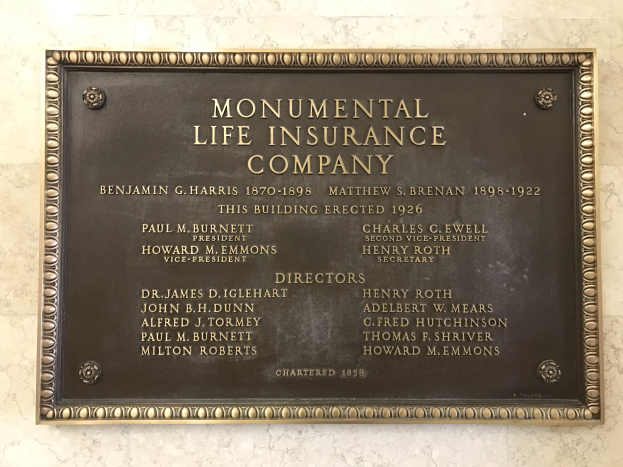 MONUMENTAL
LIFE INSURANCE
COMPANY
BENJAMIN G. HARRIS 1870-1898 MATTHEW S. BRENAN 1898-1922
THIS BUILDING ERECTED 1926
PAUL M. BURNETT CHARLES C. EWELL
PRESIDENT SECOND VICE-PRESIDENT
HOWARD M. EMMONS HENRY ROTH
VICE-PRESIDENT SECRETARY
DIRECTORS
DR. JAMES D. IGLEHART HENRY ROTH
JOHN B. H. DUNN ADELBERT W. MEARS
ALFRED J. TORMEY C. FRED HUTCHINSON
PAUL M. BURNETT THOMAS F. SHRIVER
MILTON ROBERTS HOWARD M. EMMONS
CHARTERED 1858